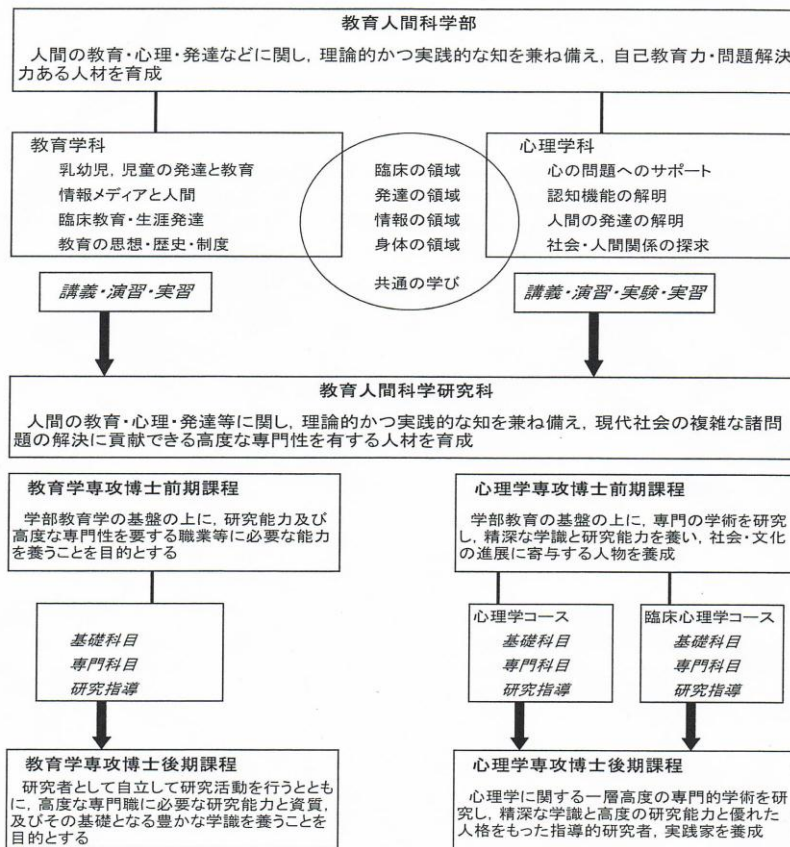 教育人間科学部
人間の教育・心理・発達などに関し, 理論的かつ実践的な知を兼ね備え, 自己教育力・問題解決
力ある人材を育成
教育学科
乳幼児, 児童の発達と教育
情報メディアと人間
臨床教育・生涯発達
教育の思想・歴史・制度
臨床の領域
発達の領域
情報の領域
身体の領域
共通の学び
心理学科
心の問題へのサポート
認知機能の解明
人間の発達の解明
社会・人間関係の探求
講義・演習・実習
講義・演習・実験・実習
教育人間科学研究科
人間の教育・心理・発達等に関し, 理論的かつ実践的な知を兼ね備え, 現代社会の複雑な諸問
題の解決に貢献できる高度な専門性を有する人材を育成
教育学専攻博士前期課程
学部教育学の基盤の上に, 研究能力及び
高度な専門性を要する職業等に必要な能力
を養うことを目的とする
心理学専攻博士前期課程
学部教育の基盤の上に, 専門の学術を研究
し, 精深な学識と研究能力を養い, 社会・文化
の進展に寄与する人物を養成
基礎科目
専門科目
研究指導
心理学コース
基礎科目
専門科目
研究指導
臨床心理学コース
基礎科目
専門科目
研究指導
教育学専攻博士後期課程
研究者として自立して研究活動を行うととも
に, 高度な専門職に必要な研究能力と資質,
及びその基礎となる豊かな学識を養うことを
目的とする
心理学専攻博士後期課程
心理学に関する一層高度の専門的学術を研
究し, 精深な学識と高度の研究能力と優れた
人格をもった指導的研究者, 実践家を養成